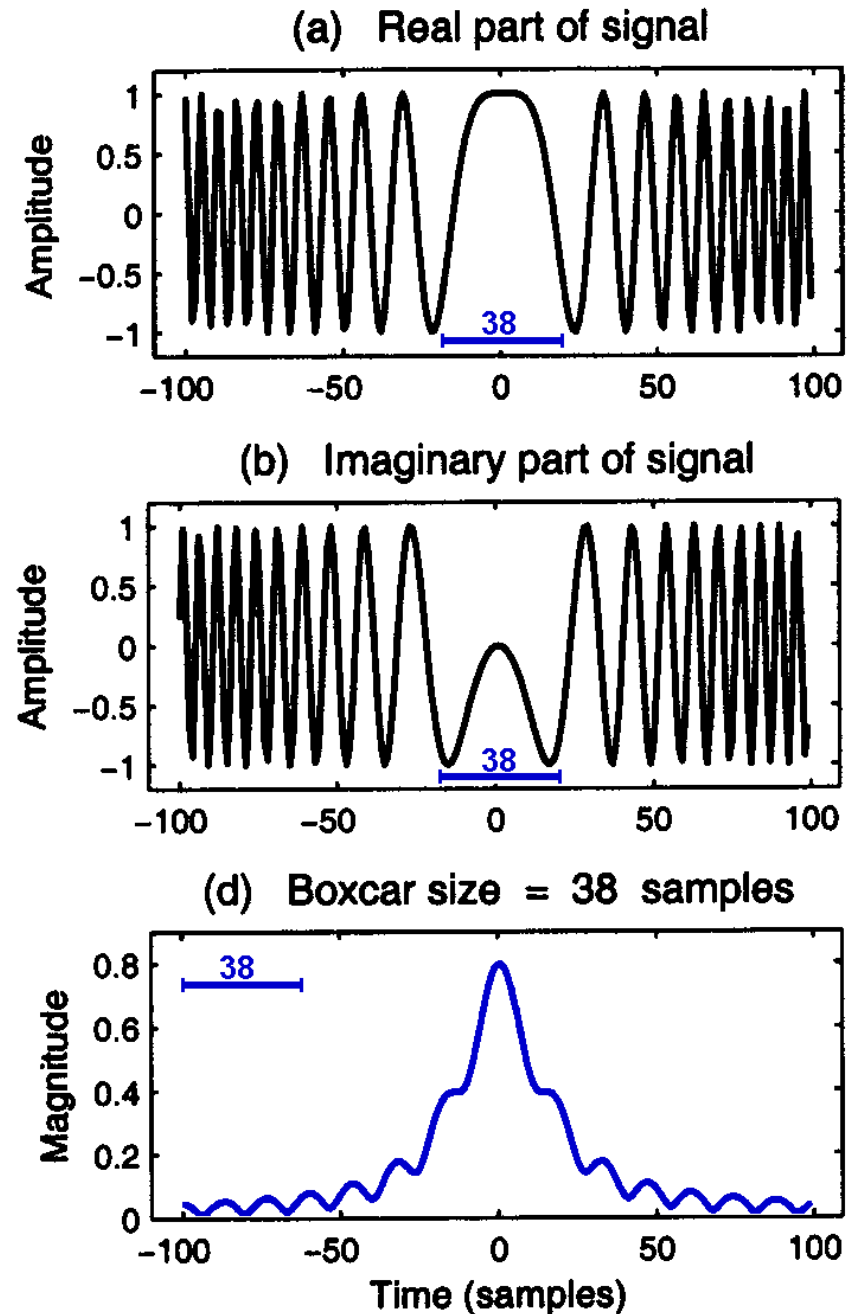 (a) Real part of signal
Amplitude
1
0.5
0
−0.5
−1
38
−100 −50 0 50 100
(b) Imaginary part of signal
Amplitude
1
0.5
0
−0.5
−1
38
−100 −50 0 50 100
(d) Boxcar size = 38 samples
Magnitude
0.8
0.6
0.4
0.2
0
38
−100 −50 0 50 100
Time (samples)